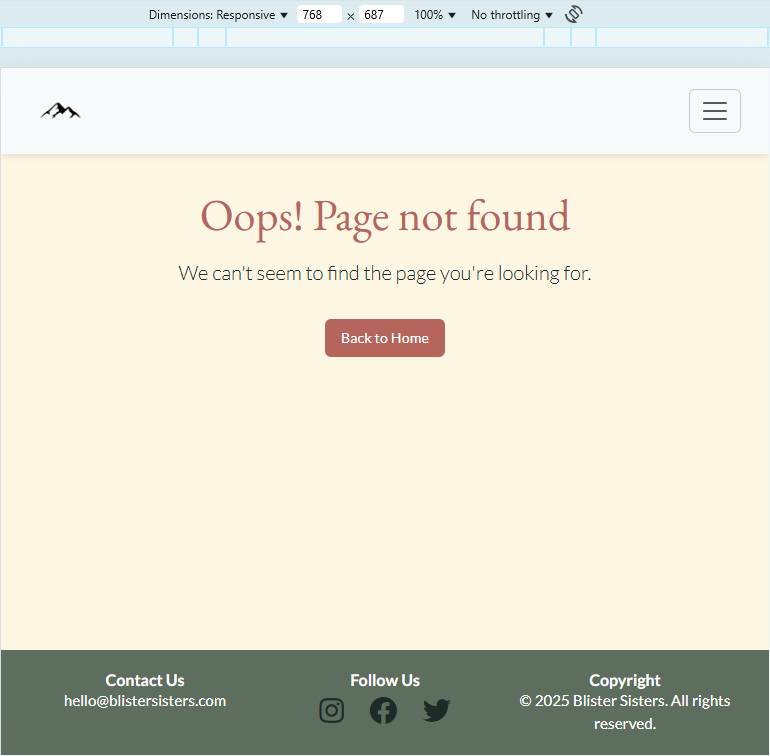 Dimensions: Responsive 768 × 687 100% No throttling
Oops! Page not found
We can't seem to find the page you're looking for.
Back to Home
Contact Us
hello@blistersisters.com
Follow Us
Copyright
© 2025 Blister Sisters. All rights
reserved.